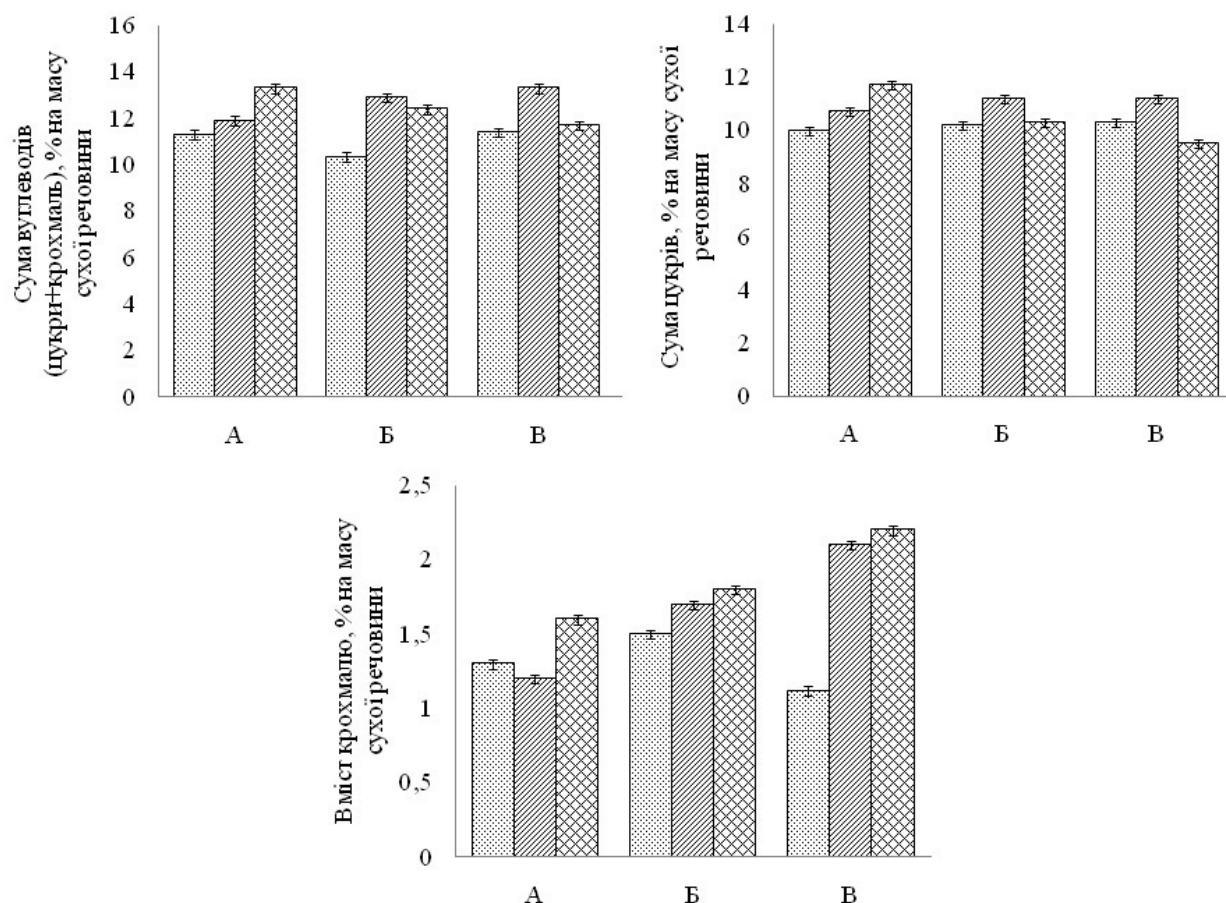 Сума вуглеводів
(цукри+крохмаль), % на масу
сухої речовини
16
14
12
10
8
6
4
2
0
А
Б
В
Сума цукрів, % на масу сухої
речовини
14
12
10
8
6
4
2
0
А
Б
В
Вміст крохмалю, % на масу
сухої речовини
2,5
2
1,5
1
0,5
0
А
Б
В